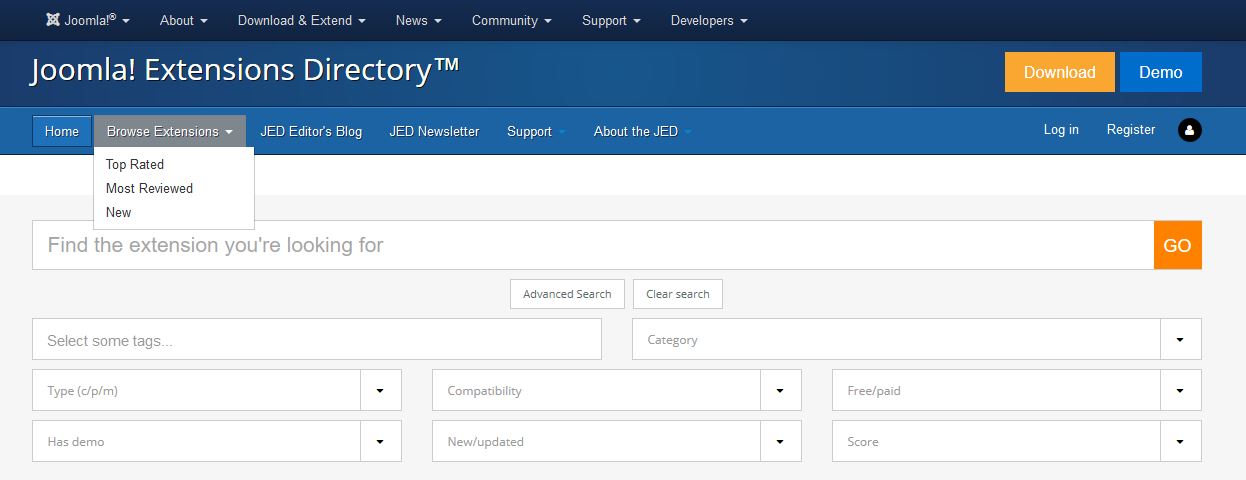 Joomla!® About Download & Extend News Community Support Developers
Joomla! Extensions Directory™
Download Demo
Home Browse Extensions JED Editor's Blog JED Newsletter Support About the JED Log in Register
Top Rated
Most Reviewed
New
Find the extension you're looking for GO
Advanced Search Clear search
Select some tags... Category
Type (c/p/m) Compatibility Free/paid
Has demo New/updated Score